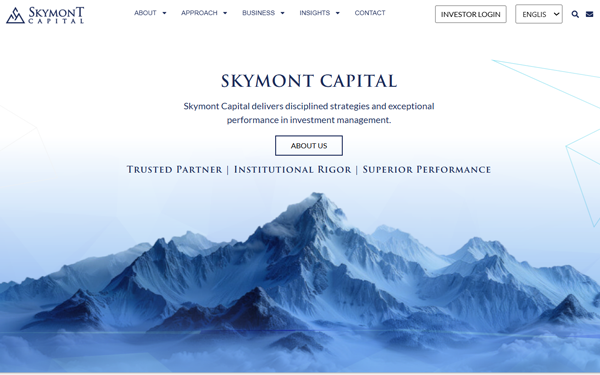 SKYMONT
CAPITAL
ABOUT
APPROACH
BUSINESS
INSIGHTS
CONTACT
INVESTOR LOGIN
ENGLIS
SKYMONT CAPITAL
Skymont Capital delivers disciplined strategies and exceptional
performance in investment management.
ABOUT US
TRUSTED PARTNER | INSTITUTIONAL RIGOR | SUPERIOR PERFORMANCE